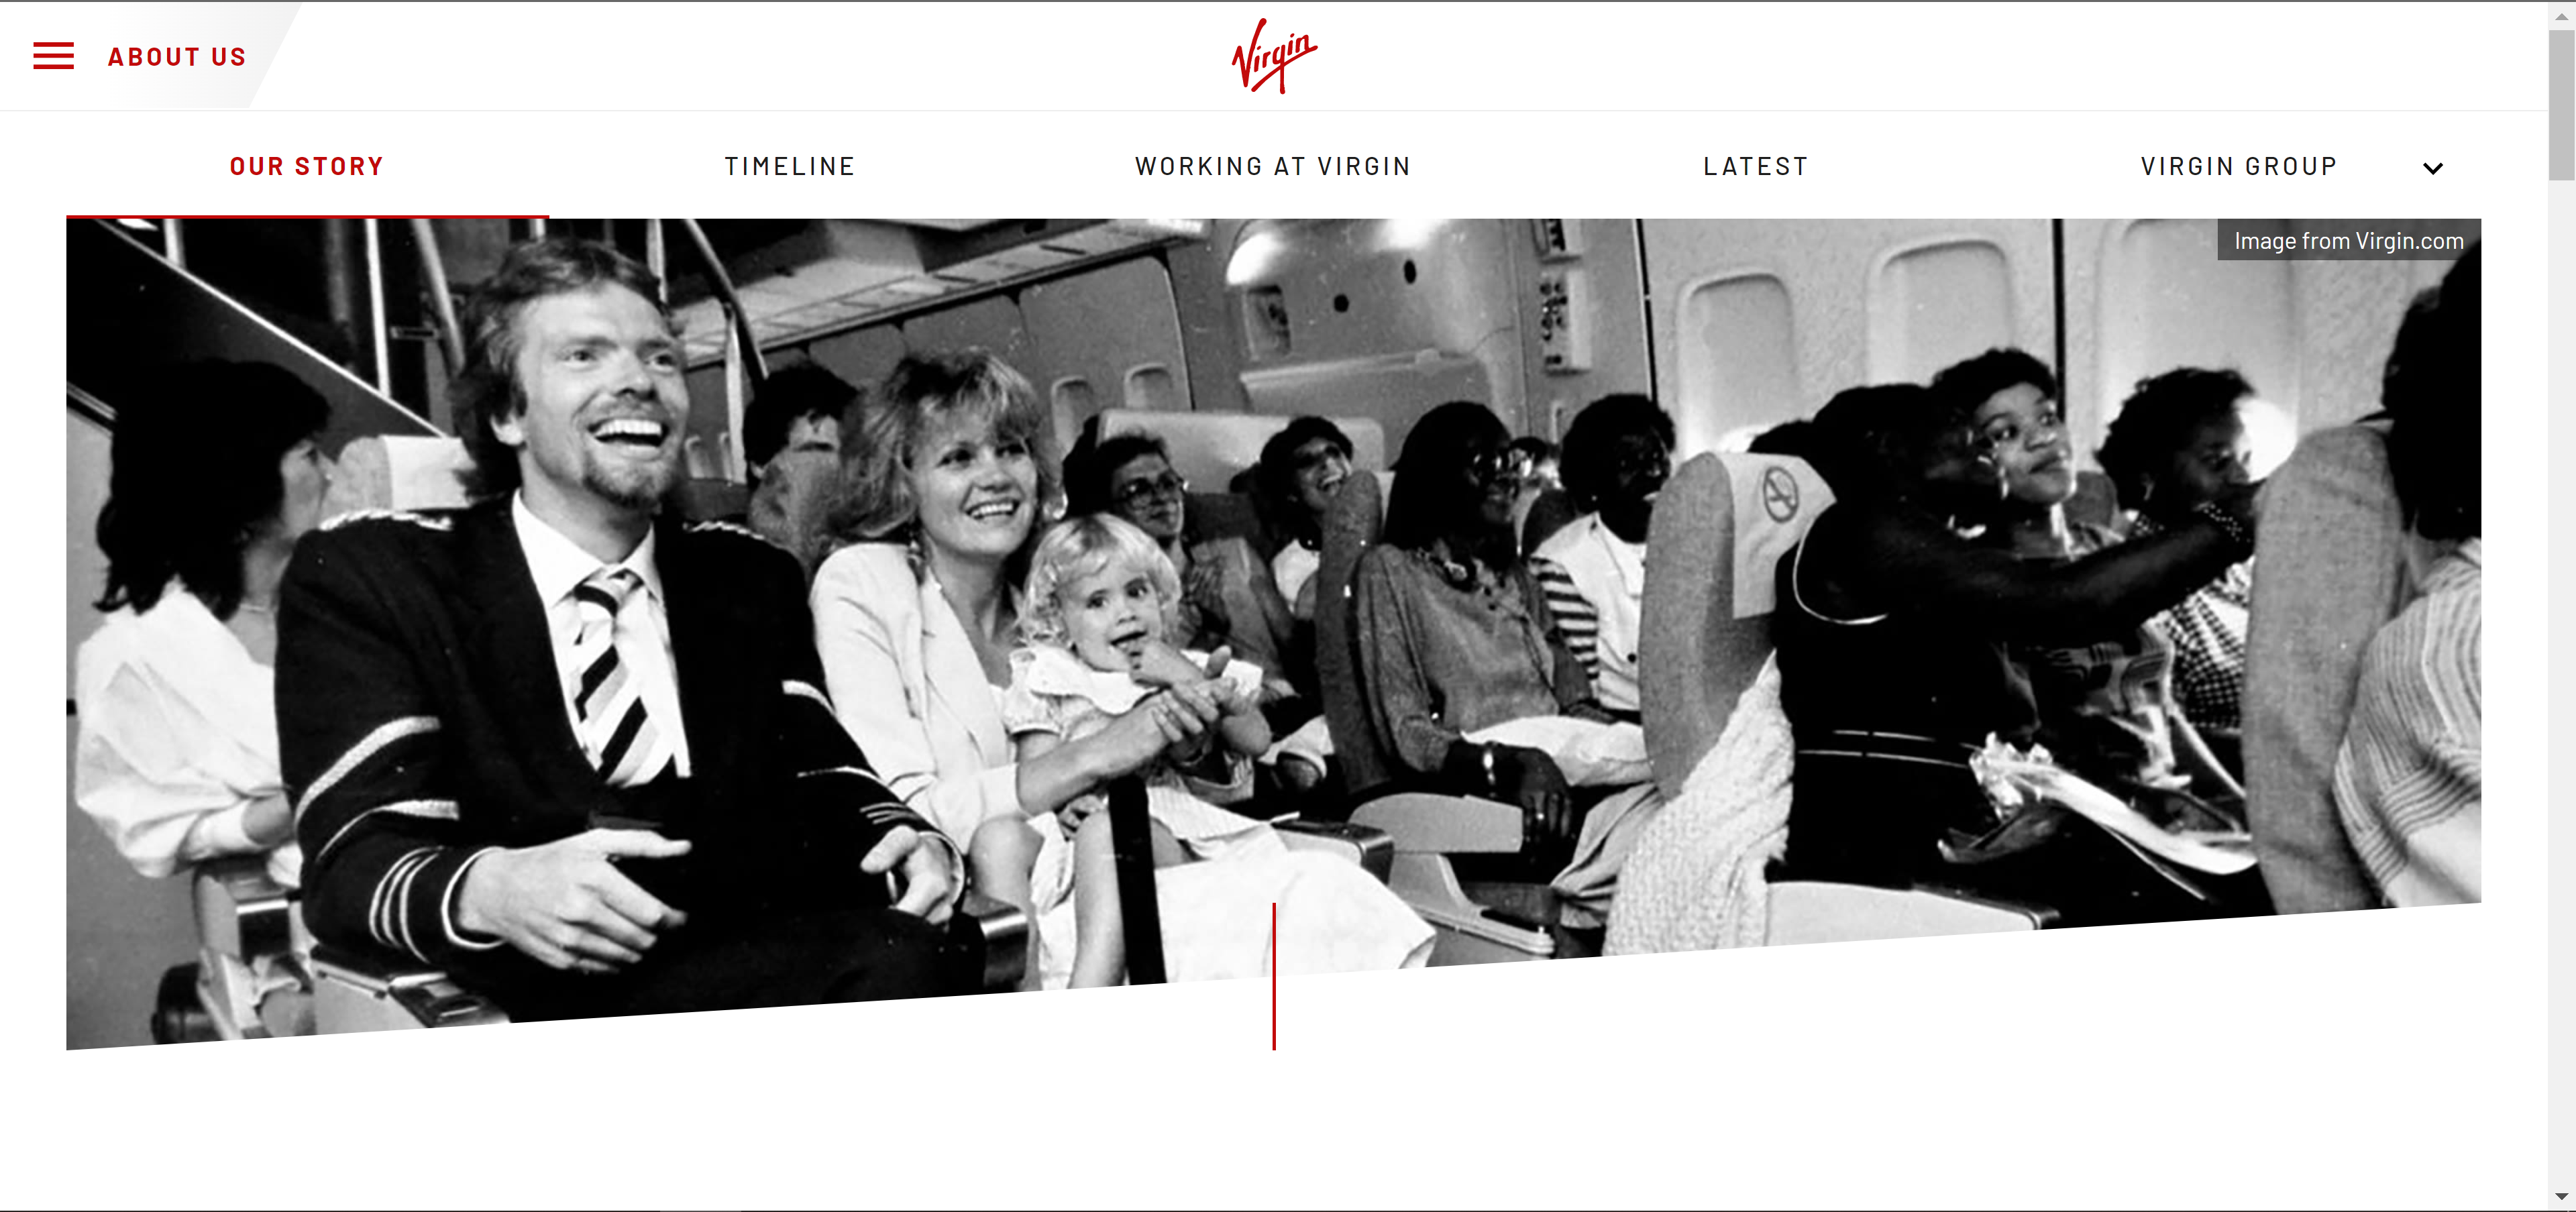 ABOUT US
Virgin
OUR STORY
TIMELINE
WORKING AT VIRGIN
LATEST
VIRGIN GROUP
Image from Virgin.com